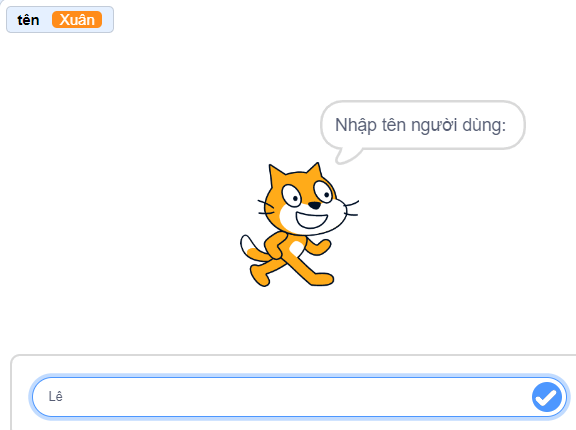 tên Xuân
Nhập tên người dùng:
Lê